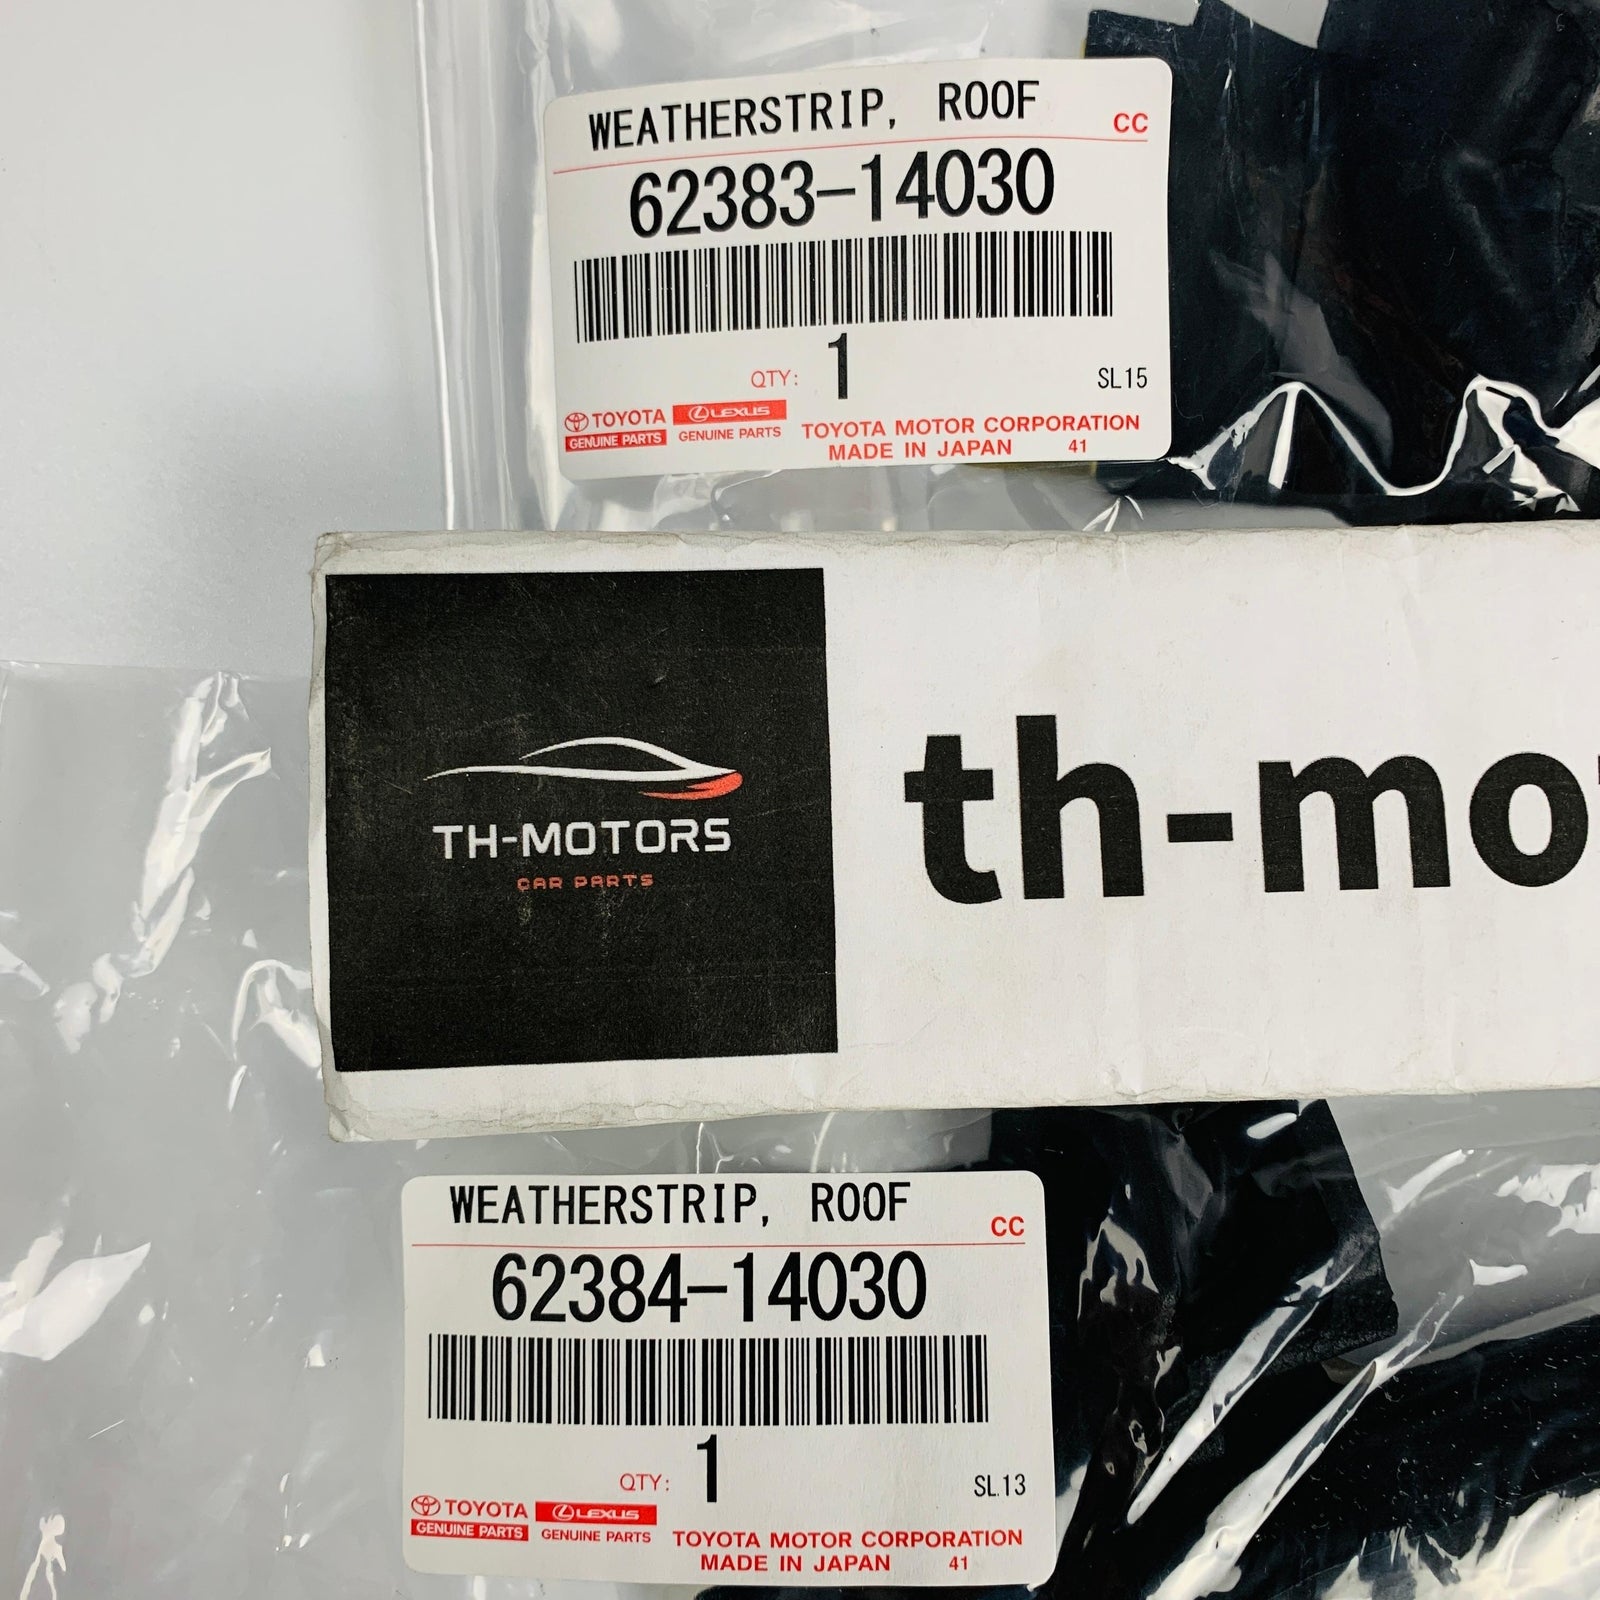 WEATHERSTRIP, ROOF
CC
62383-14030
QTY: 1
SL15
TOYOTA
GENUINE PARTS
LEXUS
GENUINE PARTS
TOYOTA MOTOR CORPORATION
MADE IN JAPAN 41
TH-MOTORS
CAR PARTS
th-mo
WEATHERSTRIP, ROOF
CC
62384-14030
QTY: 1
SL13
TOYOTA
GENUINE PARTS
LEXUS
GENUINE PARTS
TOYOTA MOTOR CORPORATION
MADE IN JAPAN 41